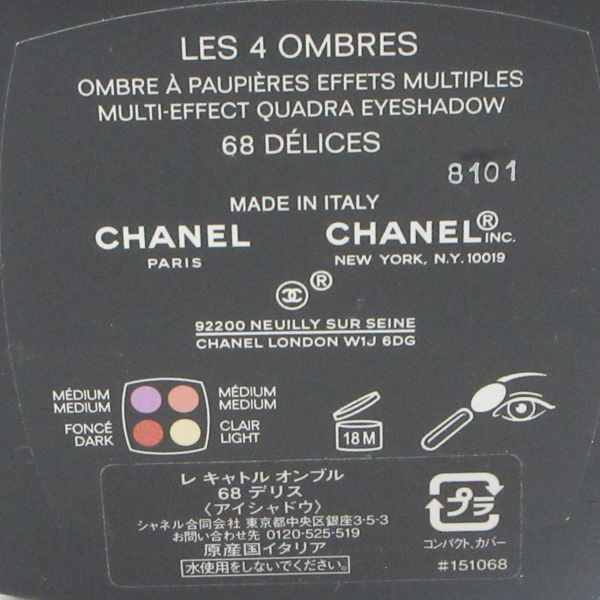 LES 4 OMBRES
OMBRE À PAUPIÈRES EFFETS MULTIPLES
MULTI-EFFECT QUADRA EYESHADOW
68 DÉLICES
8101
MADE IN ITALY
CHANEL
PARIS
CHANEL® INC.
NEW YORK, N.Y. 10019
®
92200 NEUILLY SUR SEINE
CHANEL LONDON W1J 6DG
MÉDIUM
MEDIUM
MÉDIUM
MEDIUM
FONCÉ
DARK
CLAIR
LIGHT
18 M
レ キャトル オンブル
68 デリス
〈アイシャドウ〉
シャネル合同会社 東京都中央区銀座3-5-3
お問い合わせ先 0120-525-519
原産国イタリア
水使用をしないでください。
プラ
コンパクト、カバー
#151068